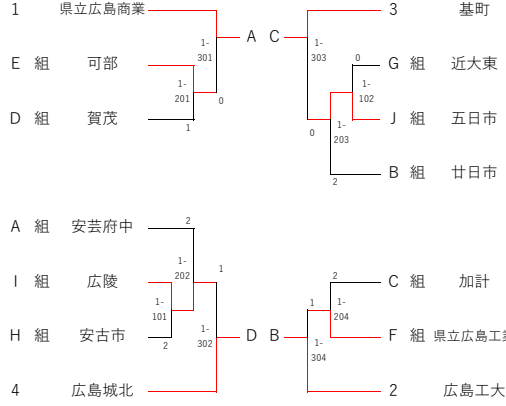 1 県立広島商業
E 組 可部
D 組 賀茂
1-301
1-201
0
1
A
C
3 基町
G 組 近大東
J 組 五日市
B 組 廿日市
1-303
0
1-102
1-203
0
2
A 組 安芸府中
I 組 広陵
H 組 安古市
4 広島城北
2
1-202
1
1-101
2
1-302
D
B
C 組 加計
F 組 県立広島工業
2 広島工大
2
1
1-204
1-304